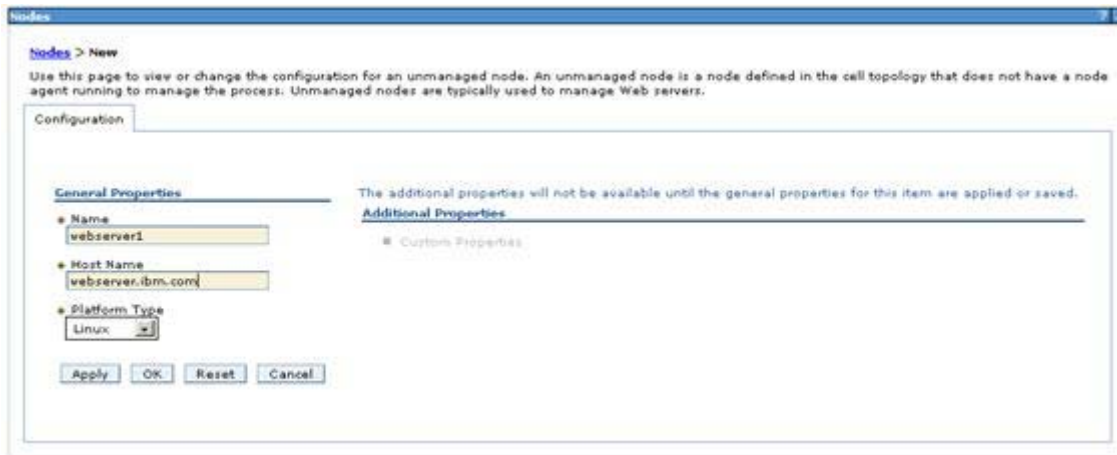 Nodes
?
Nodes > New
Use this page to view or change the configuration for an unmanaged node. An unmanaged node is a node defined in the cell topology that does not have a node
agent running to manage the process. Unmanaged nodes are typically used to manage Web servers.
Configuration
General Properties
The additional properties will not be available until the general properties for this item are applied or saved.
Name
webserver1
Additional Properties
Custom Properties
Host Name
webserver.ibm.com
Platform Type
Linux
Apply OK Reset Cancel